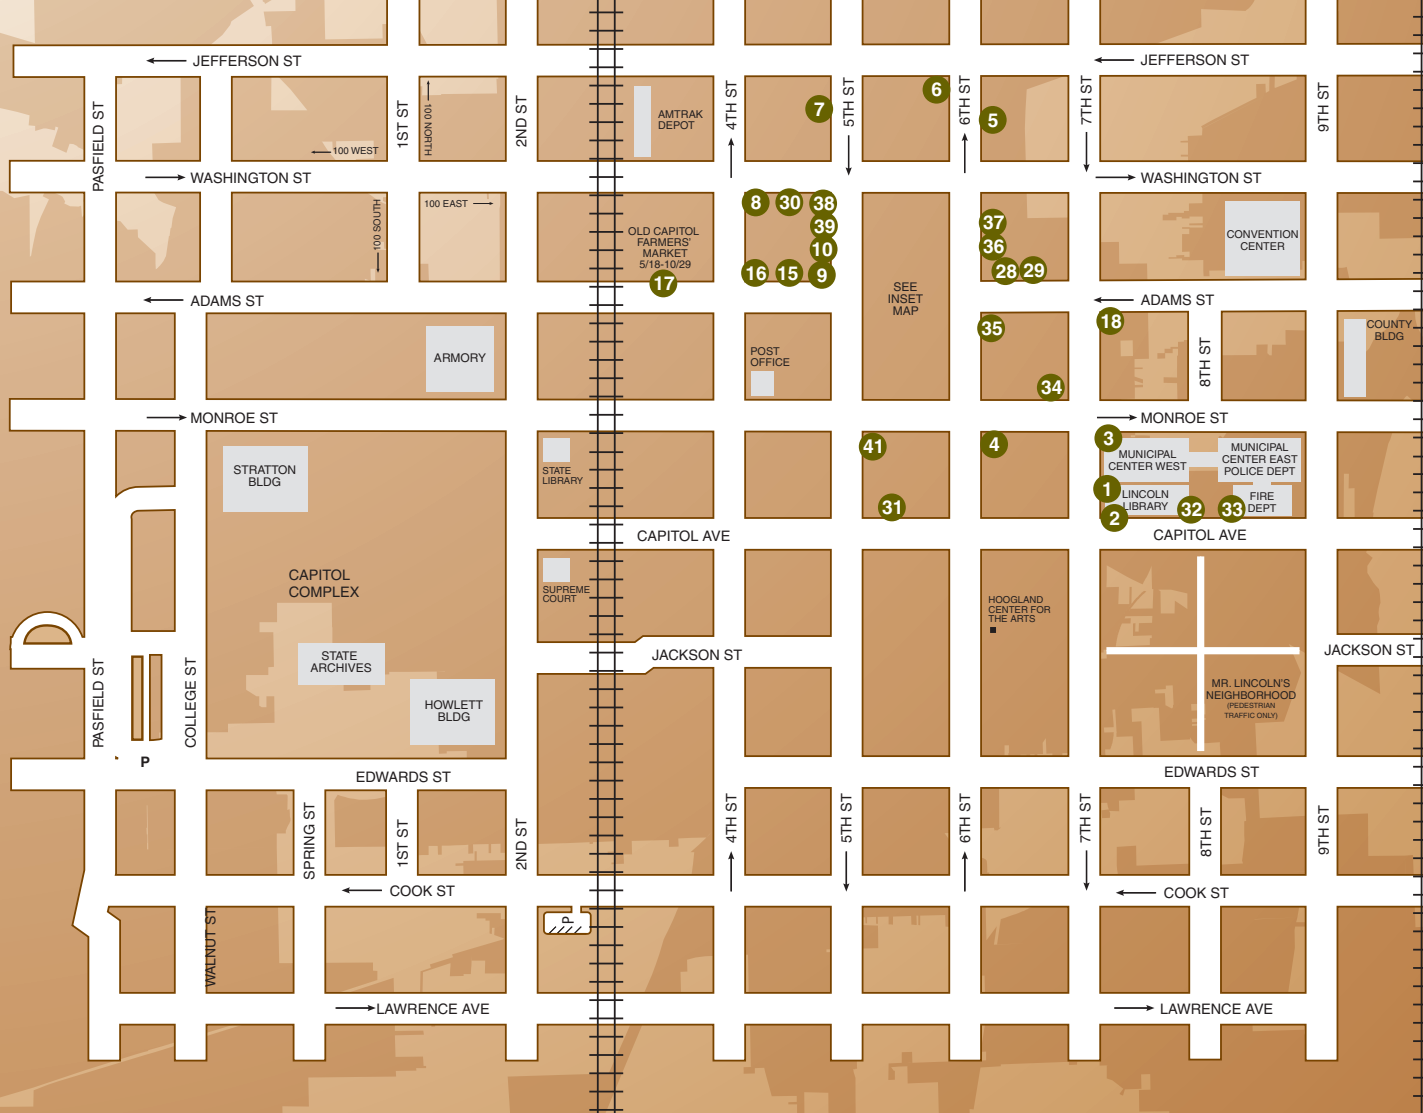 JEFFERSON ST
JEFFERSON ST
PASFIELD ST
1ST ST
100 NORTH
2ND ST
AMTRAK
DEPOT
4TH ST
7
5TH ST
6
6TH ST
5
7TH ST
9TH ST
100 WEST
WASHINGTON ST
WASHINGTON ST
100 SOUTH
100 EAST
OLD CAPITOL
FARMERS'
MARKET
5/18-10/29
17
8
30
38
39
10
16
15
9
37
36
28
29
CONVENTION
CENTER
SEE
INSET
MAP
ADAMS ST
ADAMS ST
ARMORY
POST
OFFICE
35
34
18
8TH ST
COUNTY
BLDG
MONROE ST
MONROE ST
STRATTON
BLDG
STATE
LIBRARY
41
31
4
3
MUNICIPAL
CENTER WEST
MUNICIPAL
CENTER EAST
POLICE DEPT
1
LINCOLN
LIBRARY
2
32
33
FIRE
DEPT
CAPITOL AVE
CAPITOL AVE
CAPITOL
COMPLEX
SUPREME
COURT
HOOGLAND
CENTER FOR
THE ARTS
STATE
ARCHIVES
JACKSON ST
JACKSON ST
PASFIELD ST
COLLEGE ST
HOWLETT
BLDG
MR. LINCOLN'S
NEIGHBORHOOD
(PEDESTRIAN
TRAFFIC ONLY)
P
EDWARDS ST
EDWARDS ST
SPRING ST
1ST ST
2ND ST
4TH ST
5TH ST
6TH ST
7TH ST
8TH ST
9TH ST
COOK ST
COOK ST
WALNUT ST
P
LAWRENCE AVE
LAWRENCE AVE